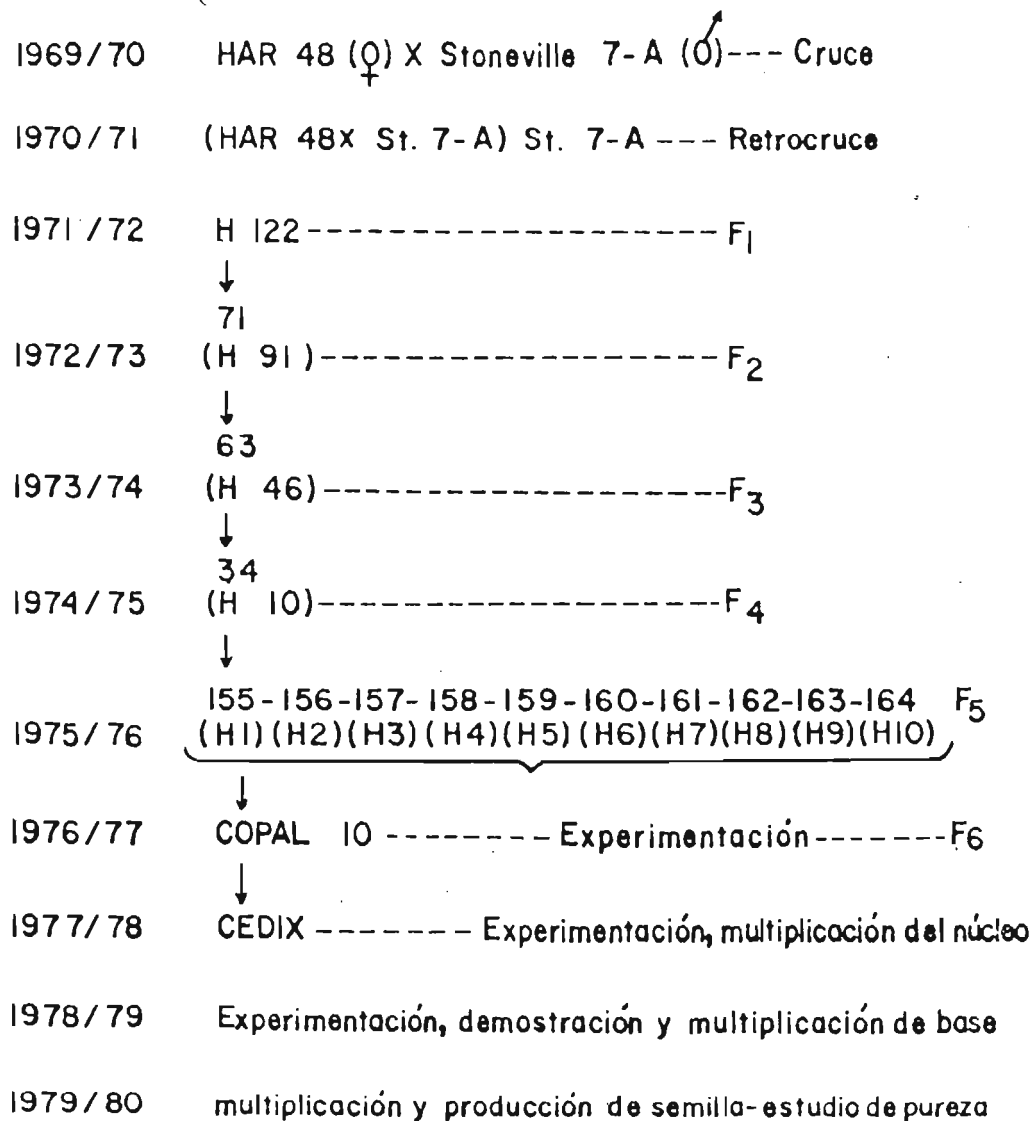 1969/70 HAR 48 (♀) X Stoneville 7-A (♂)--- Cruce
1970/71 (HAR 48X St. 7-A) St. 7-A --- Retrocruce
1971/72 H 122-------------------- F1
↓
71
1972/73 (H 91)------------------- F2
↓
63
1973/74 (H 46)-------------------F3
↓
34
1974/75 (H 10)-------------------F4
↓
155-156-157-158-159-160-161-162-163-164 F5
1975/76 (H1)(H2)(H3)(H4)(H5)(H6)(H7)(H8)(H9)(H10)
↓
1976/77 COPAL 10 -------- Experimentación-------F6
↓
1977/78 CEDIX ------- Experimentación, multiplicación del núcleo
1978/79 Experimentación, demostración y multiplicación de base
1979/80 multiplicación y producción de semilla-estudio de pureza